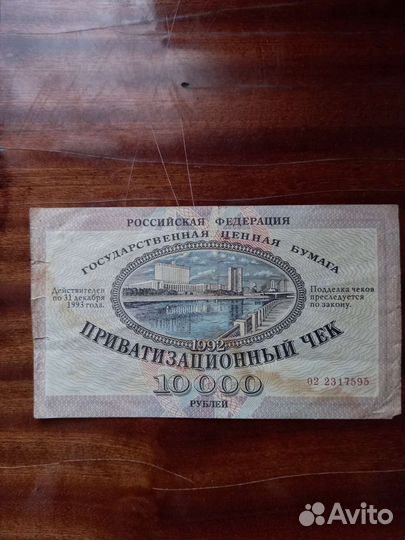 РОССИЙСКАЯ ФЕДЕРАЦИЯ
ГОСУДАРСТВЕННАЯ ЦЕННАЯ БУМАГА
Действителен
по 31 декабря
1993 года.
Подделка чеков
преследуется
по закону.
1992
ПРИВАТИЗАЦИОННЫЙ ЧЕК
10000
РУБЛЕЙ
02 2317595
Avito